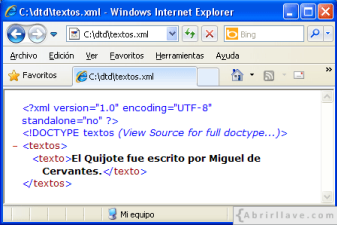 C:\dtd\textos.xml - Windows Internet Explorer
C:\dtd\textos.xml
Bing
Archivo Edición Ver Favoritos Herramientas Ayuda
Favoritos C:\dtd\textos.xml
<?xml version="1.0" encoding="UTF-8"
standalone="no" ?>
<!DOCTYPE textos (View Source for full doctype...)>
- <textos>
<texto>El Quijote fue escrito por Miguel de
Cervantes.</texto>
</textos>
Mi equipo
{Abrirllave.com